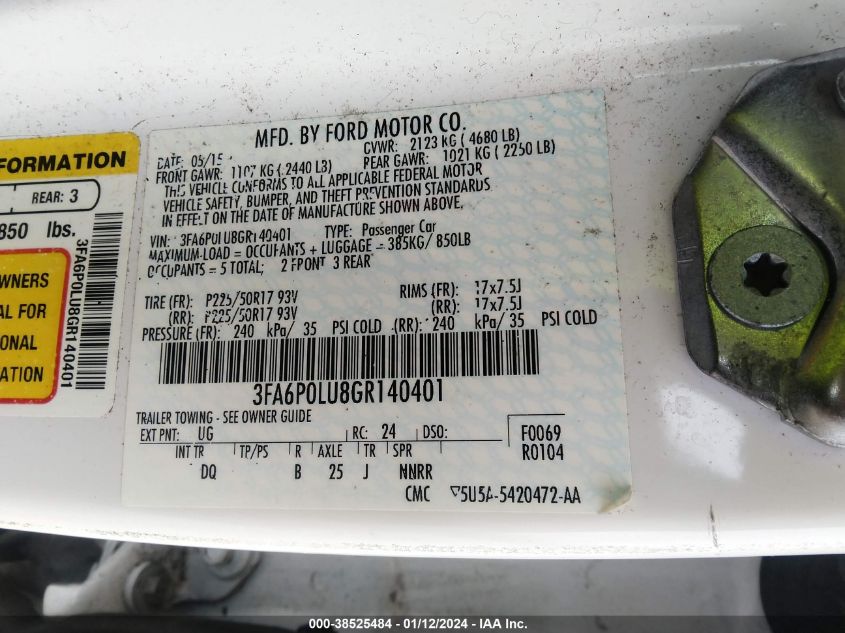 FORMATION
REAR: 3
850 lbs.
OWNERS
AL FOR
ONAL
ATION
3FA6P0LU8GR140401
MFD. BY FORD MOTOR CO.
DATE: 05/15
GVWR: 2123 KG ( 4680 LB)
FRONT GAWR: 1107 KG ( 2440 LB)
REAR GAWR: 1021 KG ( 2250 LB)
THIS VEHICLE CONFORMS TO ALL APPLICABLE FEDERAL MOTOR
VEHICLE SAFETY, BUMPER, AND THEFT PREVENTION STANDARDS
IN EFFECT ON THE DATE OF MANUFACTURE SHOWN ABOVE.
VIN: 3FA6P0LU8GR140401 TYPE: Passenger Car
MAXIMUM-LOAD = OCCUPANTS + LUGGAGE = 385KG/ 850LB
OCCUPANTS = 5 TOTAL; 2 FRONT 3 REAR
TIRE (FR): P225/50R17 93V RIMS (FR): 17x7.5J
(RR): P225/50R17 93V (RR): 17x7.5J
PRESSURE (FR): 240 kPa/ 35 PSI COLD (RR): 240 kPa/ 35 PSI COLD
3FA6P0LU8GR140401
TRAILER TOWING - SEE OWNER GUIDE
EXT PNT: UG RC: 24 DSO: F0069
R0104
INT TR TP/PS R AXLE TR SPR
DQ B 25 J NNRR
CMC 5U5A-5420472-AA
000-38525484 - 01/12/2024 - IAA Inc.